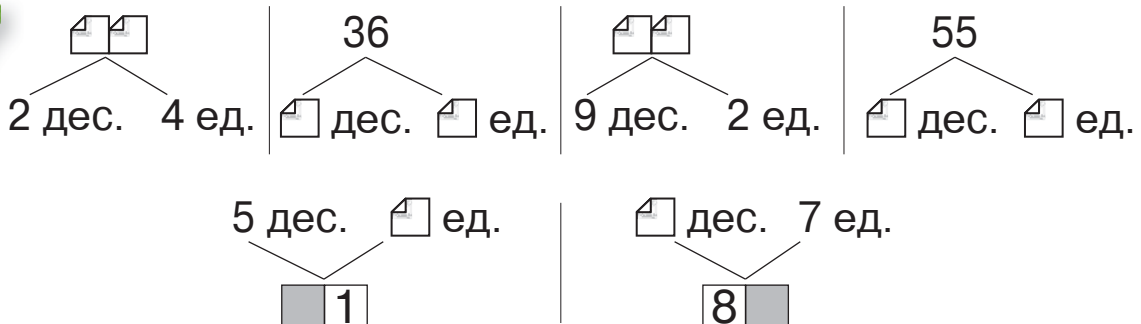 36 55
2 дес. 4 ед. дес. ед. 9 дес. 2 ед. дес. ед.
5 дес. ед. дес. 7 ед.
1 8